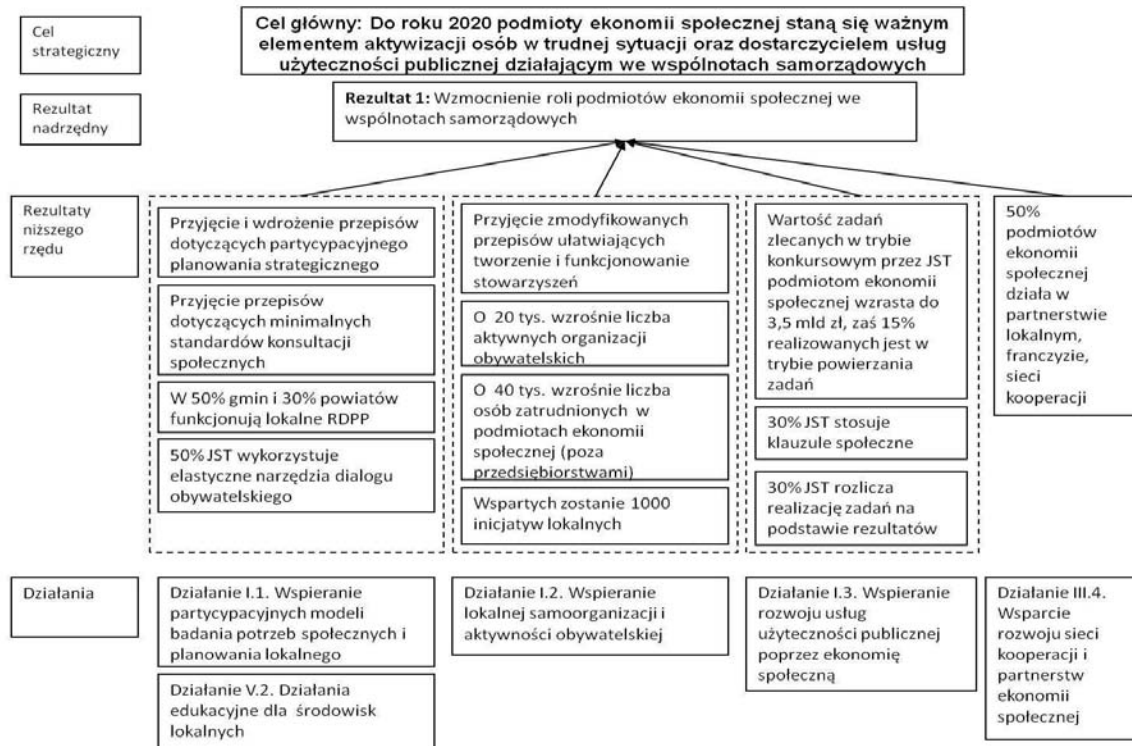 Cel
strategiczny
Cel główny: Do roku 2020 podmioty ekonomii społecznej staną się ważnym
elementem aktywizacji osób w trudnej sytuacji oraz dostarczycielem usług
użyteczności publicznej działającym we wspólnotach samorządowych
Rezultat
nadrzędny
Rezultat 1: Wzmocnienie roli podmiotów ekonomii społecznej we
wspólnotach samorządowych
Rezultaty
niższego
rzędu
Przyjęcie i wdrożenie przepisów
dotyczących partycypacyjnego
planowania strategicznego
Przyjęcie przepisów
dotyczących minimalnych
standardów konsultacji
społecznych
W 50% gmin i 30% powiatów
funkcjonują lokalne RDPP
50% JST wykorzystuje
elastyczne narzędzia dialogu
obywatelskiego
Przyjęcie zmodyfikowanych
przepisów ułatwiających
tworzenie i funkcjonowanie
stowarzyszeń
O 20 tys. wzrośnie liczba
aktywnych organizacji
obywatelskich
O 40 tys. wzrośnie liczba
osób zatrudnionych w
podmiotach ekonomii
społecznej (poza
przedsiębiorstwami)
Wspartych zostanie 1000
inicjatyw lokalnych
Wartość zadań
zlecanych w trybie
konkursowym przez JST
podmiotom ekonomii
społecznej wzrasta do
3,5 mld zł, zaś 15%
realizowanych jest w
trybie powierzania
zadań
30% JST stosuje
klauzule społeczne
30% JST rozlicza
realizację zadań na
podstawie rezultatów
50%
podmiotów
ekonomii
społecznej
działa w
partnerstwie
lokalnym,
franczyzie,
sieci
kooperacji
Działania
Działanie I.1. Wspieranie
partycypacyjnych modeli
badania potrzeb społecznych i
planowania lokalnego
Działanie V.2. Działania
edukacyjne dla środowisk
lokalnych
Działanie I.2. Wspieranie
lokalnej samoorganizacji i
aktywności obywatelskiej
Działanie I.3. Wspieranie
rozwoju usług
użyteczności publicznej
poprzez ekonomię
społeczną
Działanie III.4.
Wsparcie
rozwoju sieci
kooperacji i
partnerstw
ekonomii
społecznej